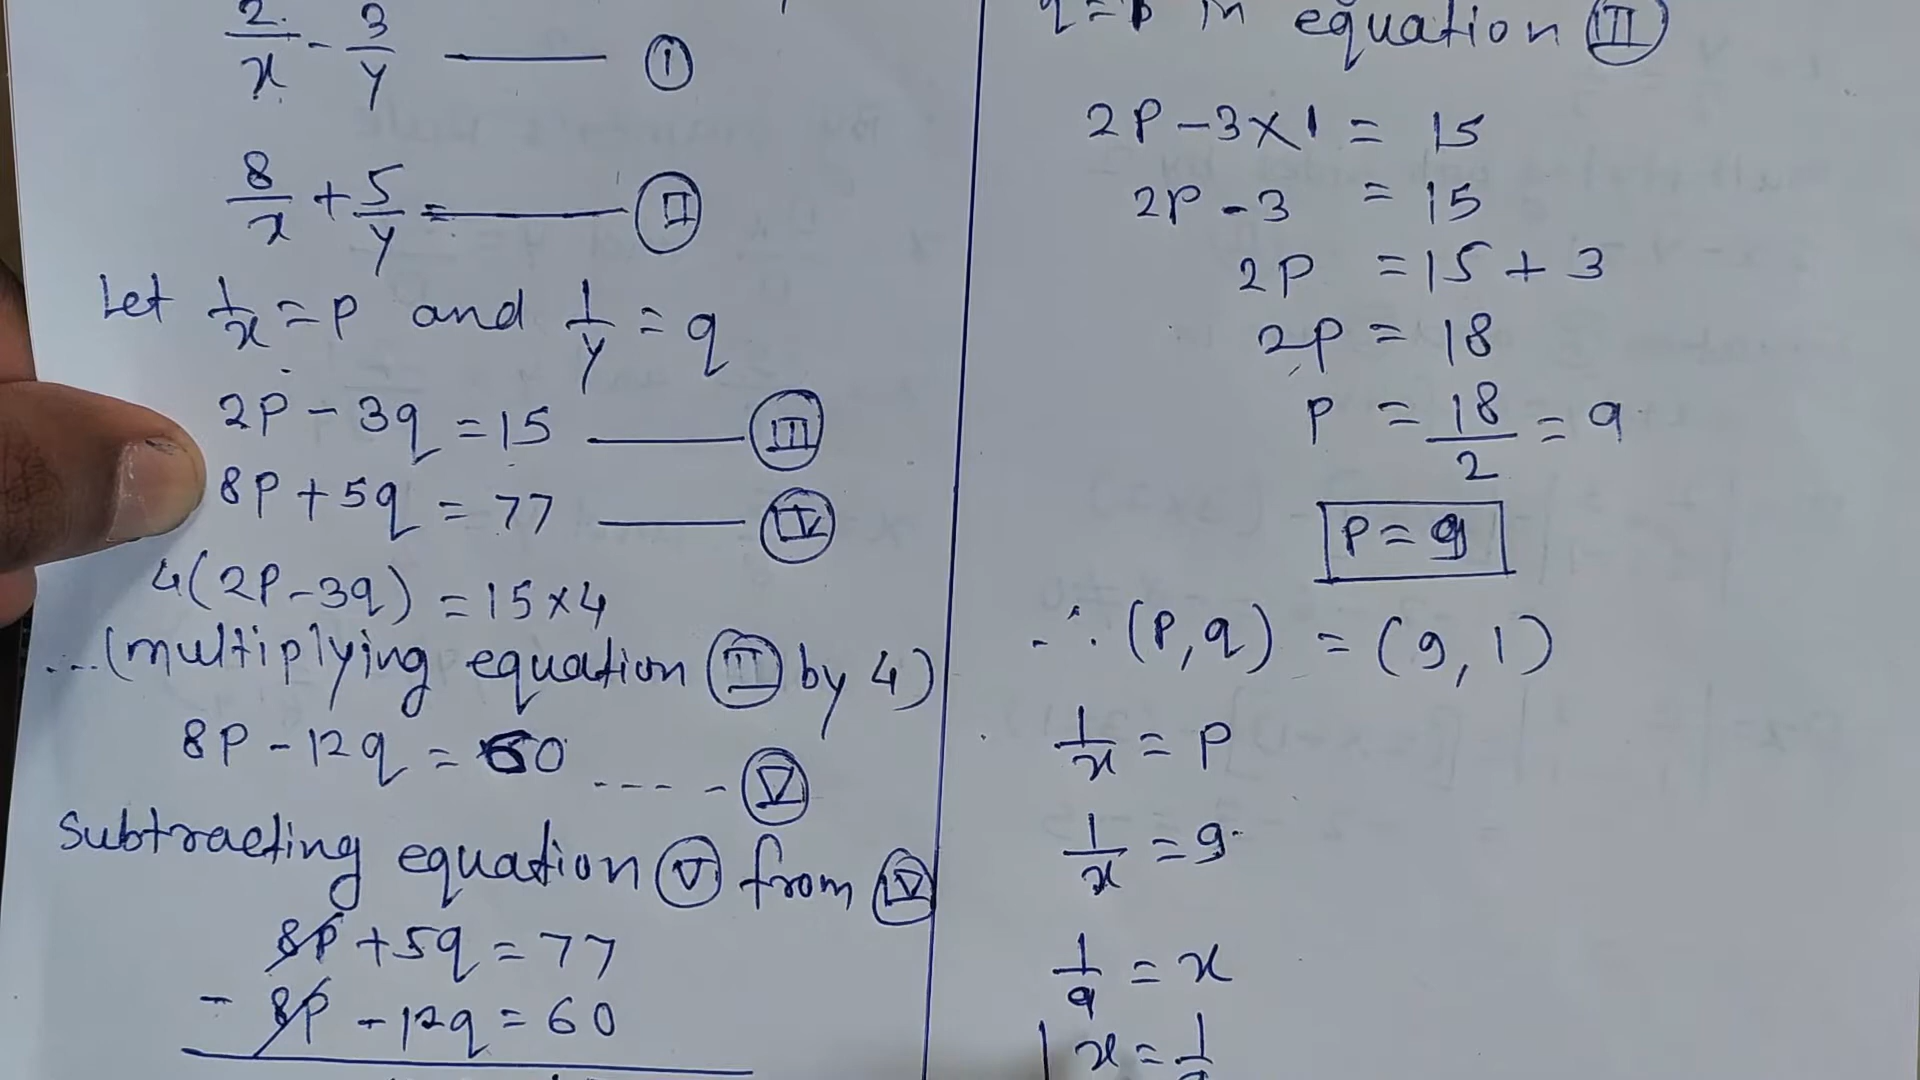 2/x - 3/y —— (I)
8/x + 5/y = —— (II)
Let 1/x = p and 1/y = q
2p - 3q = 15 —— (III)
8p + 5q = 77 —— (IV)
4(2p - 3q) = 15 × 4
...(multiplying equation (III) by 4)
8p - 12q = 60 ----- (V)
Subtracting equation (V) from (IV)
8p + 5q = 77
- 8p - 12q = 60
in equation (III)
2p - 3 × 1 = 15
2p - 3 = 15
2p = 15 + 3
2p = 18
p = 18/2 = 9
p = 9
∴ (p, q) = (9, 1)
1/x = p
1/x = 9
1/9 = x